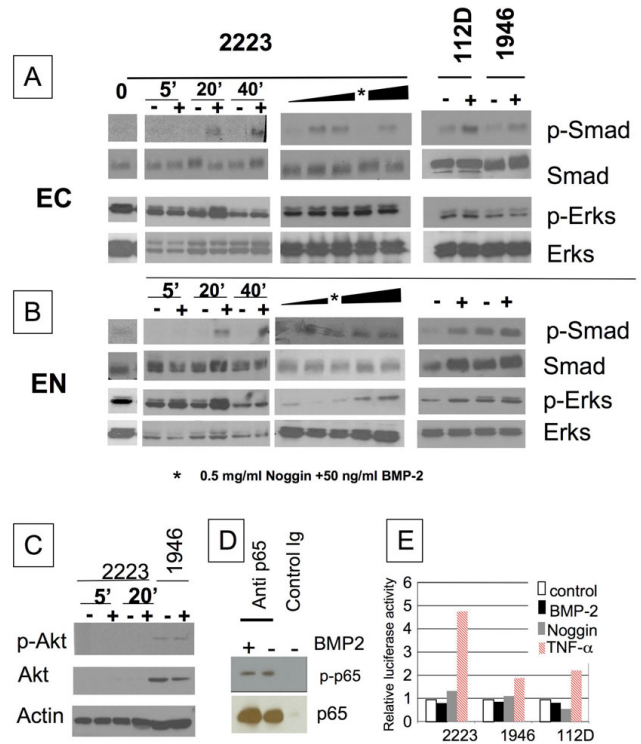 2223
112D
1946
A
0
5' 20' 40'
- + - + - +
*
- + - +
p-Smad
Smad
EC
p-Erks
Erks
B
5' 20' 40'
- + - + - +
*
- + - +
p-Smad
EN
Smad
p-Erks
Erks
* 0.5 mg/ml Noggin +50 ng/ml BMP-2
C
2223
1946
5' 20'
- + - + - +
p-Akt
Akt
Actin
D
Anti p65
Control Ig
+ - - BMP2
p-p65
p65
E
Relative luciferase activity
6
5
4
3
2
1
0
control
BMP-2
Noggin
TNF-α
2223 1946 112D